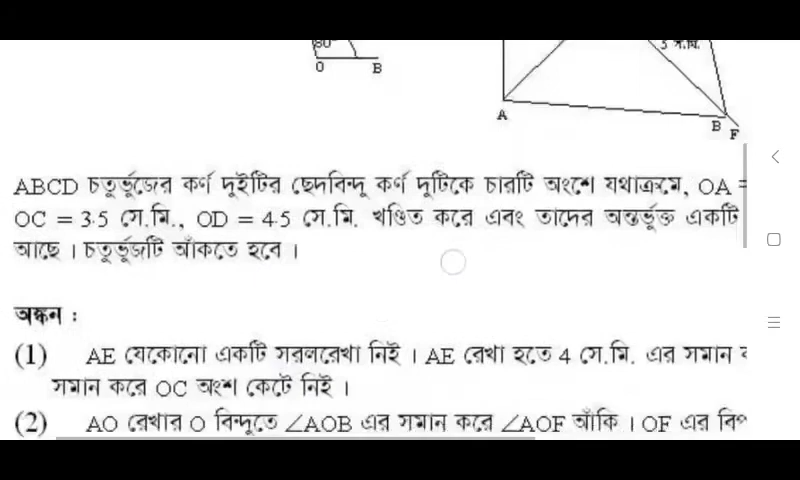 80°
O B
5 সে.মি.
A
B F
ABCD চতুর্ভুজের কর্ণ দুইটির ছেদবিন্দু কর্ণ দুটিকে চারটি অংশে যথাক্রমে, OA =
OC = 3·5 সে.মি., OD = 4·5 সে.মি. খণ্ডিত করে এবং তাদের অন্তর্ভুক্ত একটি
আছে । চতুর্ভুজটি আঁকতে হবে ।
অঙ্কন :
(1) AE যেকোনো একটি সরলরেখা নিই । AE রেখা হতে 4 সে.মি. এর সমান
সমান করে OC অংশ কেটে নিই ।
(2) AO রেখার O বিন্দুতে ∠AOB এর সমান করে ∠AOF আঁকি । OF এর